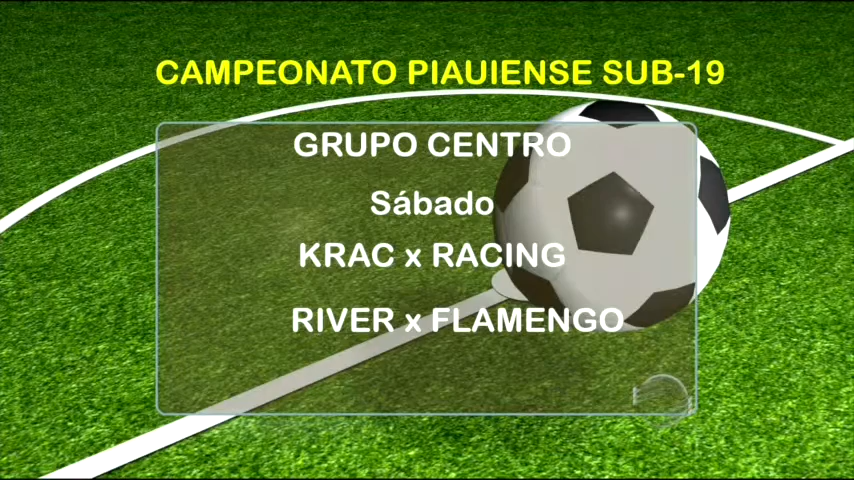 CAMPEONATO PIAUIENSE SUB-19
GRUPO CENTRO
Sábado
KRAC x RACING
RIVER x FLAMENGO